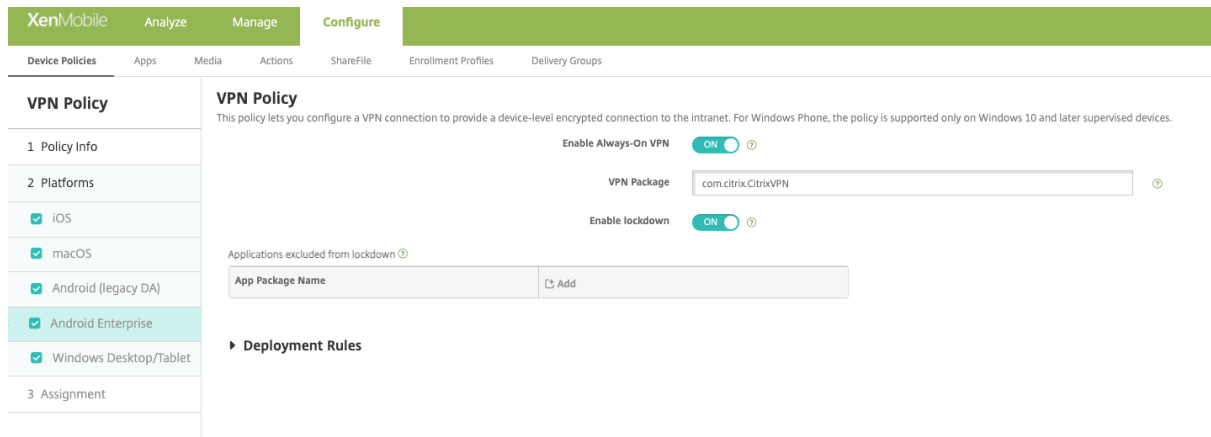 XenMobile Analyze Manage Configure
Device Policies Apps Media Actions ShareFile Enrollment Profiles Delivery Groups
VPN Policy
1 Policy Info
2 Platforms
iOS
macOS
Android (legacy DA)
Android Enterprise
Windows Desktop/Tablet
3 Assignment
VPN Policy
This policy lets you configure a VPN connection to provide a device-level encrypted connection to the intranet. For Windows Phone, the policy is supported only on Windows 10 and later supervised devices.
Enable Always-On VPN ON ?
VPN Package com.citrix.CitrixVPN ?
Enable lockdown ON ?
Applications excluded from lockdown ?
App Package Name Add
Deployment Rules